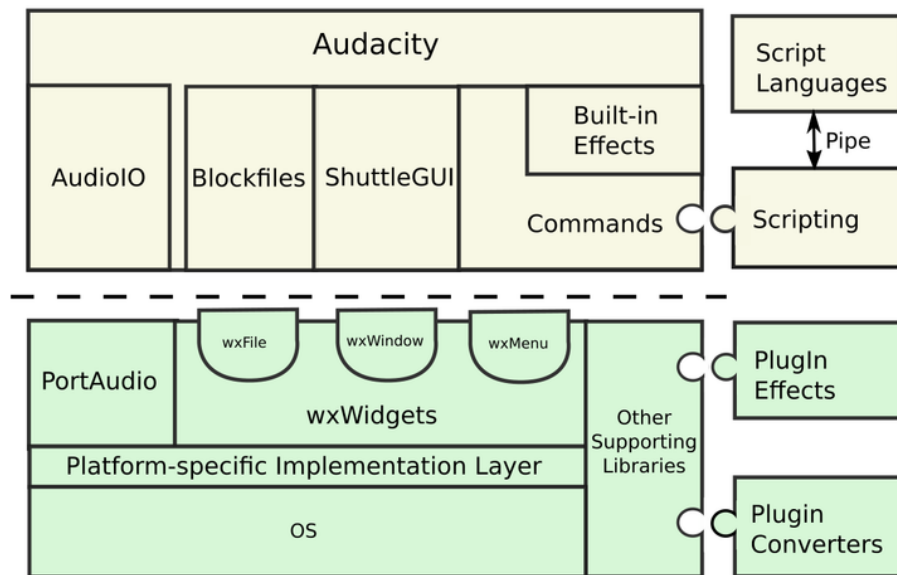 Audacity
Script
Languages
Pipe
AudioIO
Blockfiles
ShuttleGUI
Built-in
Effects
Commands
Scripting
wxFile
wxWindow
wxMenu
PortAudio
wxWidgets
Other
Supporting
Libraries
PlugIn
Effects
Platform-specific Implementation Layer
OS
Plugin
Converters